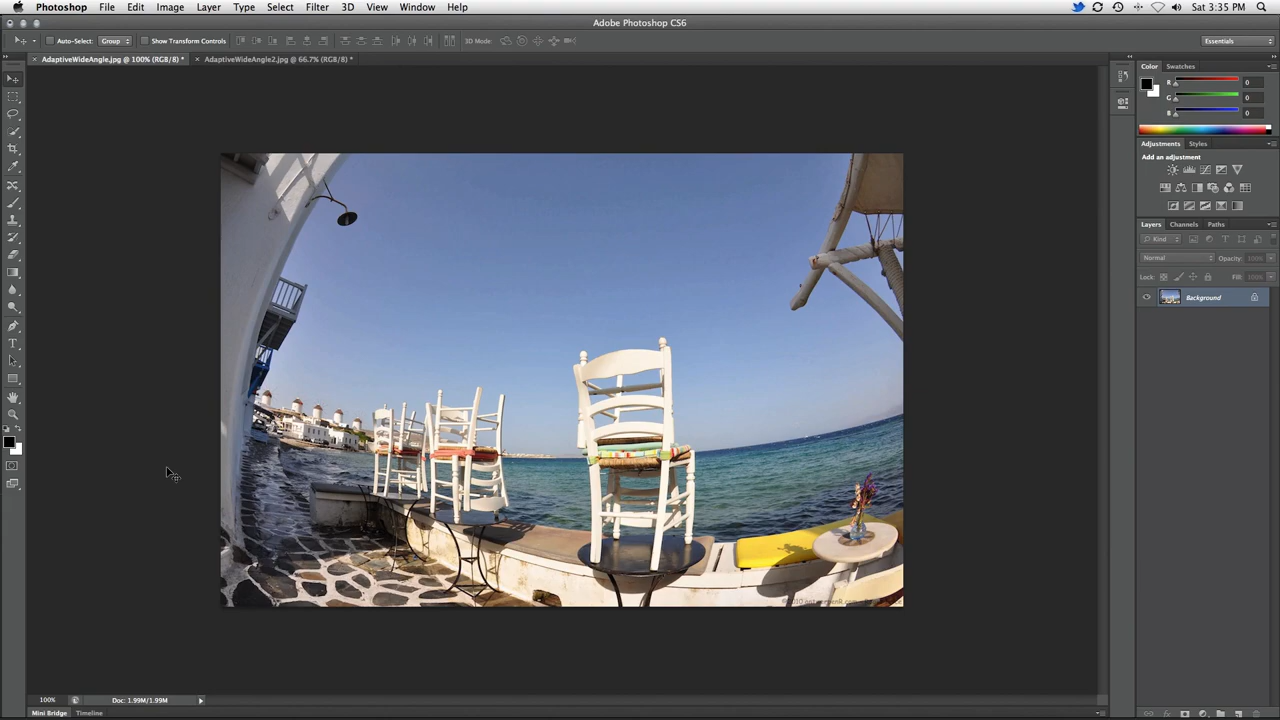 Photoshop File Edit Image Layer Type Select Filter 3D View Window Help Sat 3:35 PM
Adobe Photoshop CS6
Auto-Select: Group Show Transform Controls 3D Mode: Essentials
AdaptiveWideAngle.jpg @ 100% (RGB/8) * AdaptiveWideAngle2.jpg @ 66.7% (RGB/8) *
Color Swatches
R 0
G 0
B 0
Adjustments Styles
Add an adjustment
Layers Channels Paths
Kind
Normal Opacity: 100%
Lock: Fill: 100%
Background
100% Doc: 1.99M/1.99M
Mini Bridge Timeline